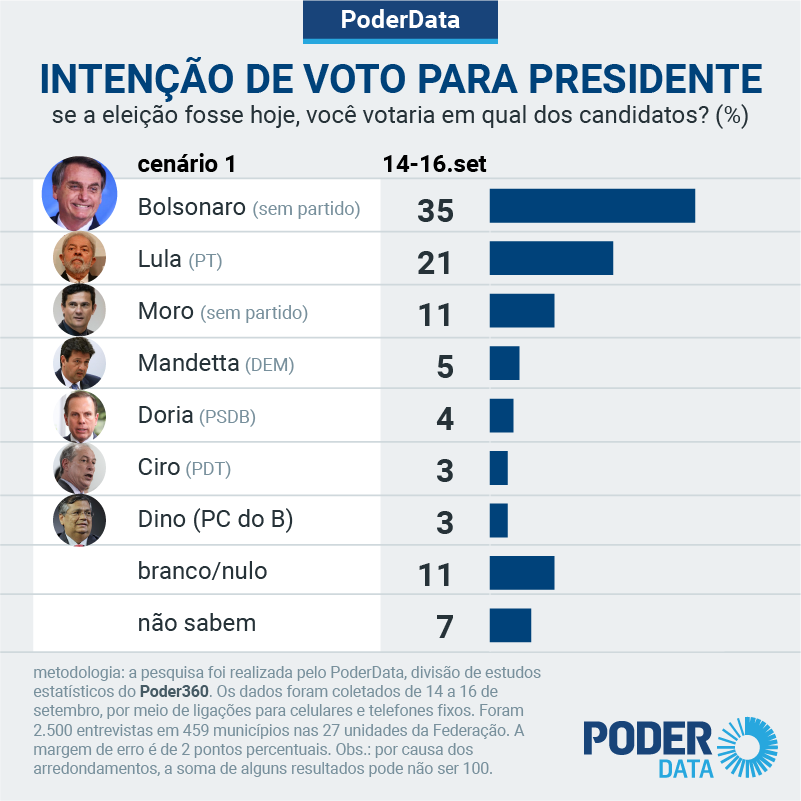 PoderData
INTENÇÃO DE VOTO PARA PRESIDENTE
se a eleição fosse hoje, você votaria em qual dos candidatos? (%)
cenário 1 14-16.set
Bolsonaro (sem partido) 35
Lula (PT) 21
Moro (sem partido) 11
Mandetta (DEM) 5
Doria (PSDB) 4
Ciro (PDT) 3
Dino (PC do B) 3
branco/nulo 11
não sabem 7
metodologia: a pesquisa foi realizada pelo PoderData, divisão de estudos
estatísticos do Poder360. Os dados foram coletados de 14 a 16 de
setembro, por meio de ligações para celulares e telefones fixos. Foram
2.500 entrevistas em 459 municípios nas 27 unidades da Federação. A
margem de erro é de 2 pontos percentuais. Obs.: por causa dos
arredondamentos, a soma de alguns resultados pode não ser 100.
PODER
DATA